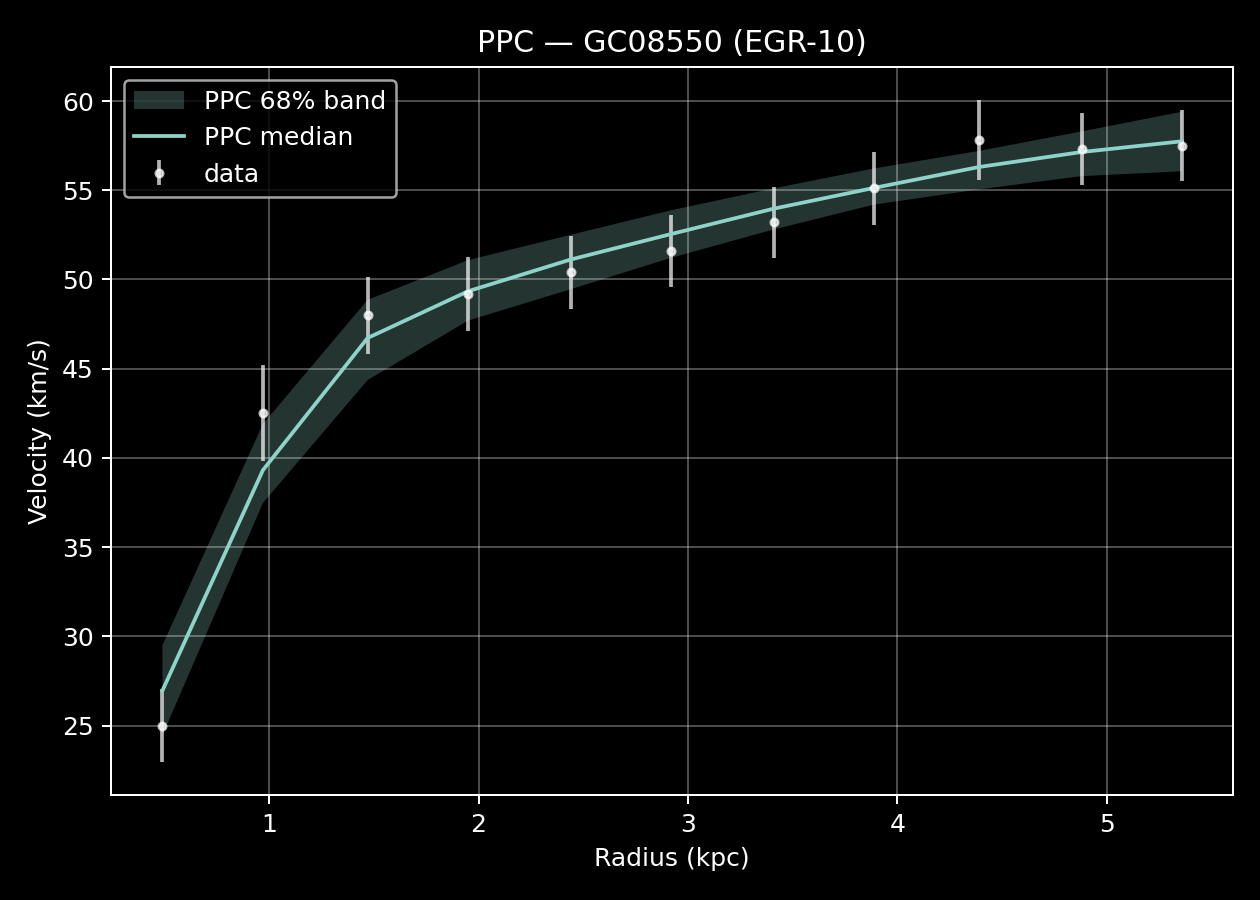 PPC — GC08550 (EGR-10)
PPC 68% band
PPC median
data
Velocity (km/s)
60
55
50
45
40
35
30
25
1 2 3 4 5
Radius (kpc)